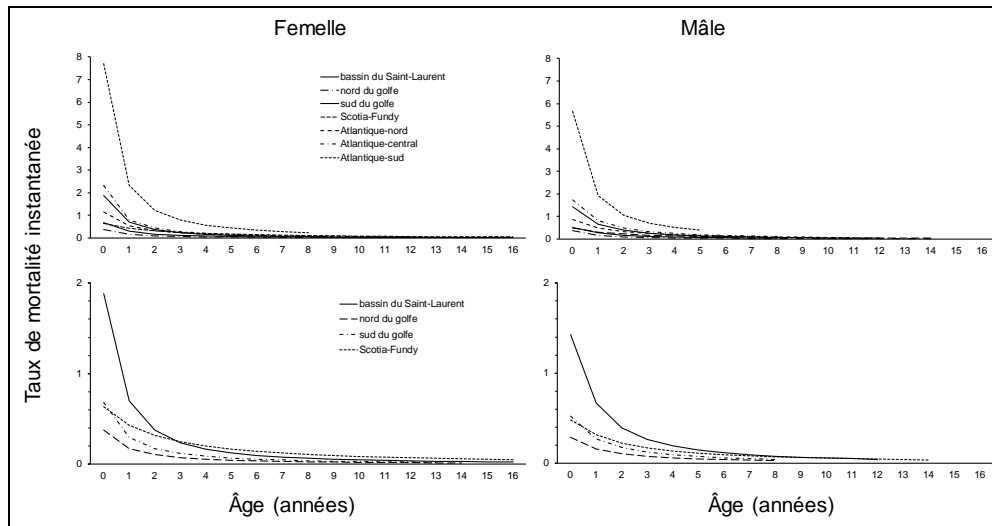 Femelle
Mâle
Taux de mortalité instantanée
8
7
6
5
4
3
2
1
0
bassin du Saint-Laurent
nord du golfe
sud du golfe
Scotia-Fundy
Atlantique-nord
Atlantique-central
Atlantique-sud
0 1 2 3 4 5 6 7 8 9 10 11 12 13 14 15 16
8
7
6
5
4
3
2
1
0
0 1 2 3 4 5 6 7 8 9 10 11 12 13 14 15 16
2
1
0
bassin du Saint-Laurent
nord du golfe
sud du golfe
Scotia-Fundy
0 1 2 3 4 5 6 7 8 9 10 11 12 13 14 15 16
2
1
0
0 1 2 3 4 5 6 7 8 9 10 11 12 13 14 15 16
Âge (années)
Âge (années)